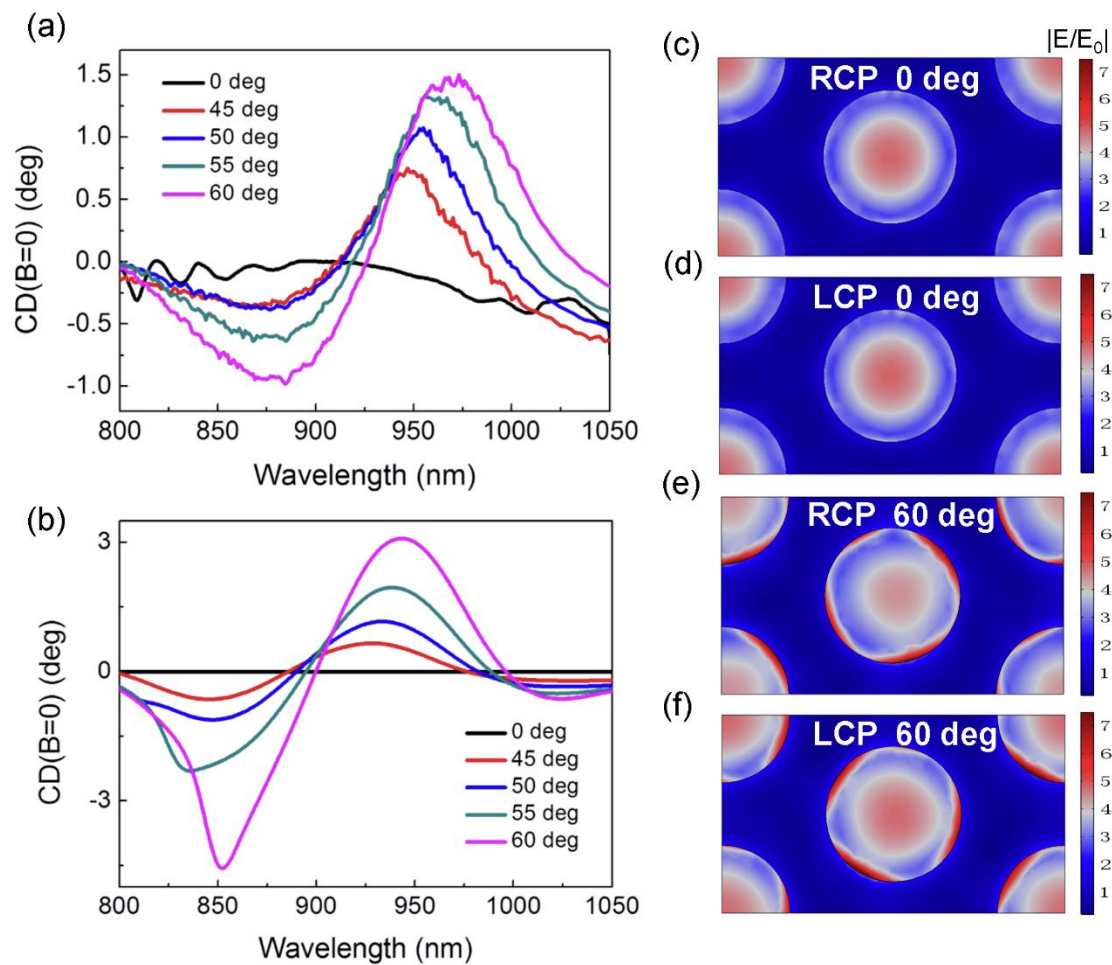 (a)
CD(B=0) (deg)
1.5
1.0
0.5
0.0
-0.5
-1.0
0 deg
45 deg
50 deg
55 deg
60 deg
800 850 900 950 1000 1050
Wavelength (nm)
(b)
CD(B=0) (deg)
3
0
-3
0 deg
45 deg
50 deg
55 deg
60 deg
800 850 900 950 1000 1050
Wavelength (nm)
|E/E₀|
(c)
RCP 0 deg
7
6
5
4
3
2
1
(d)
LCP 0 deg
7
6
5
4
3
2
1
(e)
RCP 60 deg
7
6
5
4
3
2
1
(f)
LCP 60 deg
7
6
5
4
3
2
1